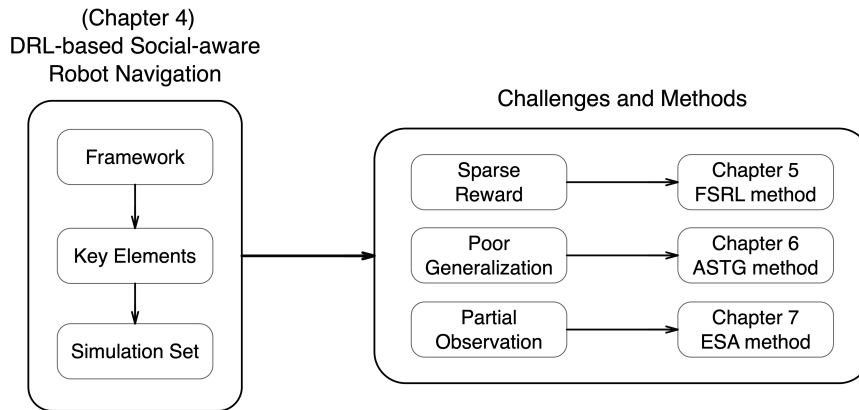 (Chapter 4)
DRL-based Social-aware
Robot Navigation
Framework
Key Elements
Simulation Set
Challenges and Methods
Sparse
Reward
Chapter 5
FSRL method
Poor
Generalization
Chapter 6
ASTG method
Partial
Observation
Chapter 7
ESA method